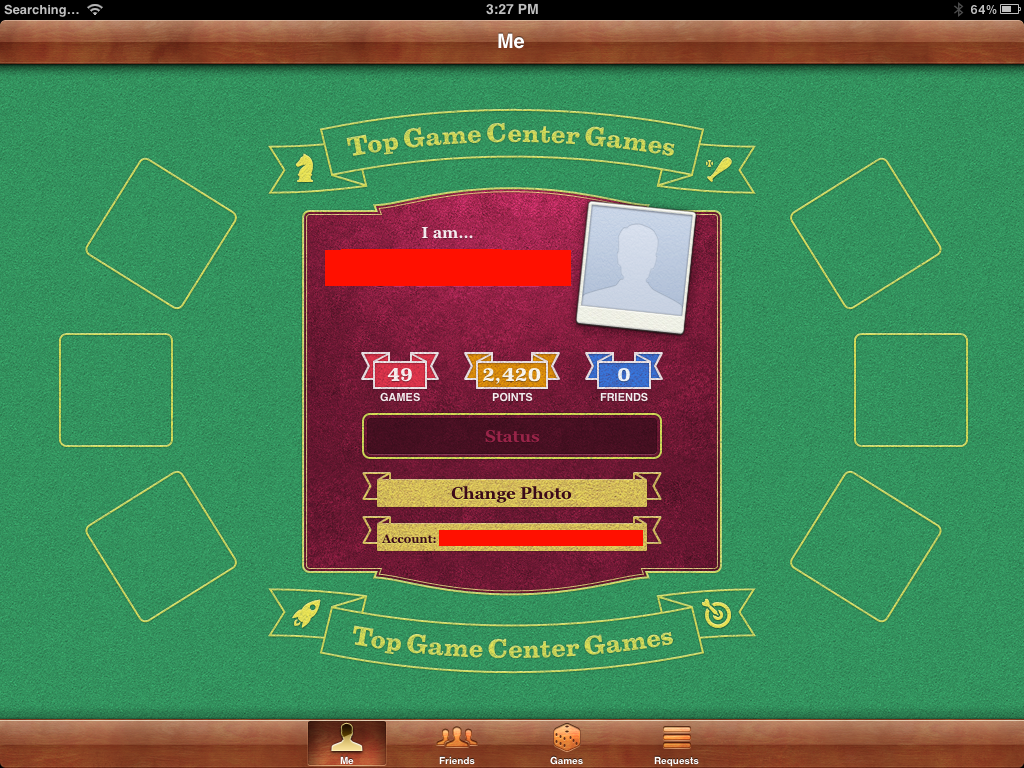 Searching... 3:27 PM 64%
Me
Top Game Center Games
I am...
49 2,420 0
GAMES POINTS FRIENDS
Status
Change Photo
Account:
Top Game Center Games
Me Friends Games Requests